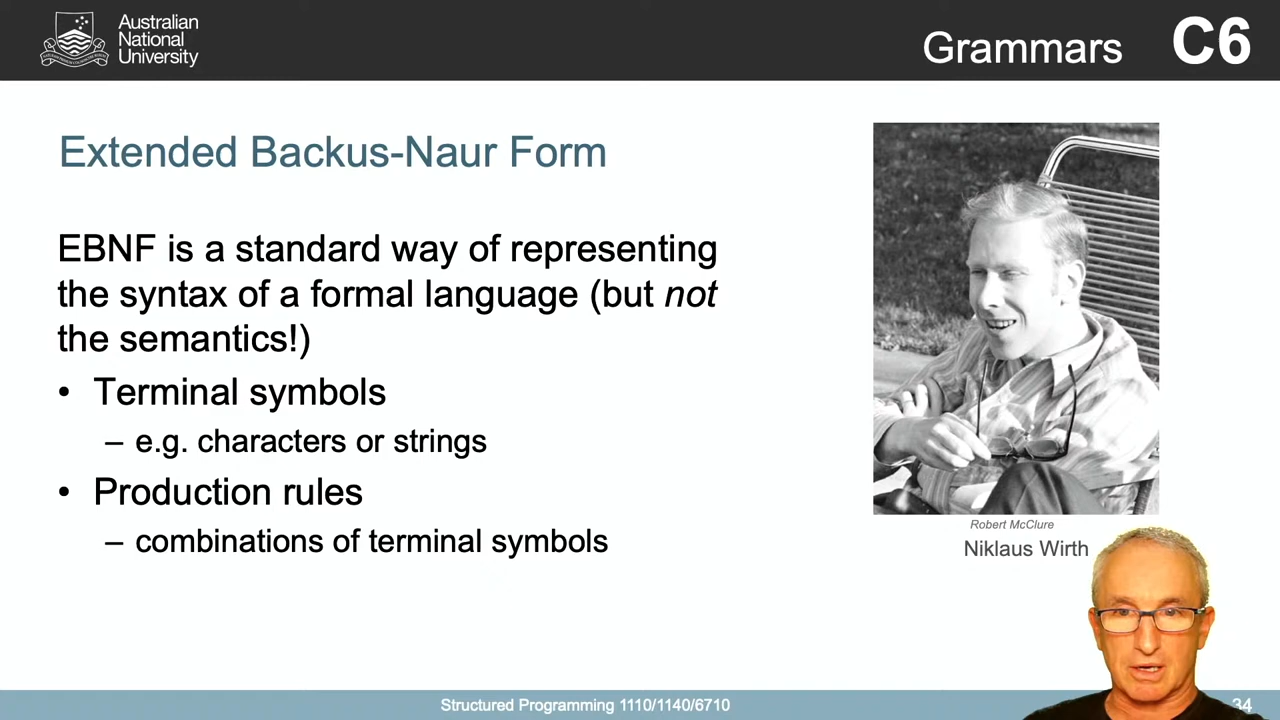 Australian
National
University
Grammars C6
Extended Backus-Naur Form
EBNF is a standard way of representing
the syntax of a formal language (but not
the semantics!)
• Terminal symbols
– e.g. characters or strings
• Production rules
– combinations of terminal symbols
Robert McClure
Niklaus Wirth
Structured Programming 1110/1140/6710
34